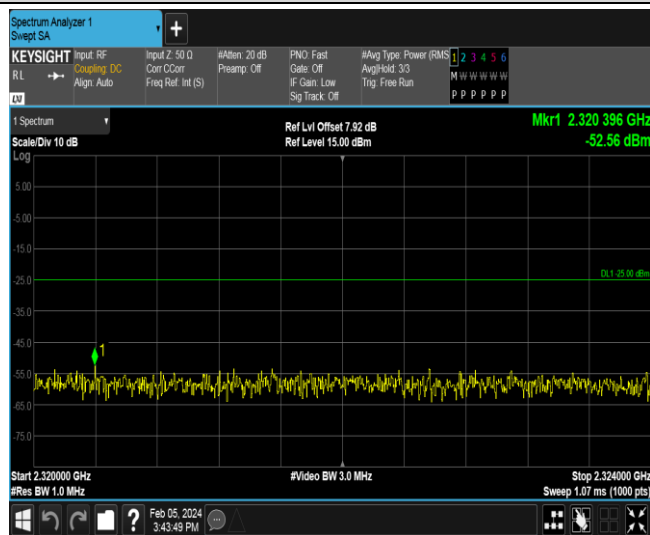 Spectrum Analyzer 1
Swept SA
+
KEYSIGHT
RL
LXI
Input: RF
Coupling: DC
Align: Auto
Input Z: 50 Ω
Corr CCorr
Freq Ref: Int (S)
#Atten: 20 dB
Preamp: Off
PNO: Fast
Gate: Off
IF Gain: Low
Sig Track: Off
#Avg Type: Power (RMS
Avg|Hold: 3/3
Trig: Free Run
1 2 3 4 5 6
M W W W W W
P P P P P P
1 Spectrum
Scale/Div 10 dB
Log
Ref Lvl Offset 7.92 dB
Ref Level 15.00 dBm
Mkr1 2.320 396 GHz
-52.56 dBm
5.00
-5.00
-15.0
-25.0
DL1 -25.00 dBm
-35.0
-45.0
1
-55.0
-65.0
-75.0
Start 2.320000 GHz
#Video BW 3.0 MHz
Stop 2.324000 GHz
#Res BW 1.0 MHz
Sweep 1.07 ms (1000 pts)
?
Feb 05, 2024
3:43:49 PM